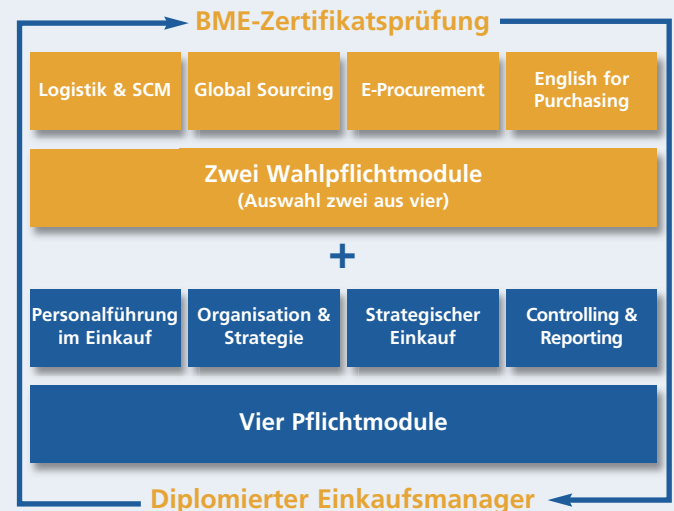 BME-Zertifikatsprüfung
Logistik & SCM
Global Sourcing
E-Procurement
English for
Purchasing
Zwei Wahlpflichtmodule
(Auswahl zwei aus vier)
+
Personalführung
im Einkauf
Organisation &
Strategie
Strategischer
Einkauf
Controlling &
Reporting
Vier Pflichtmodule
Diplomierter Einkaufsmanager